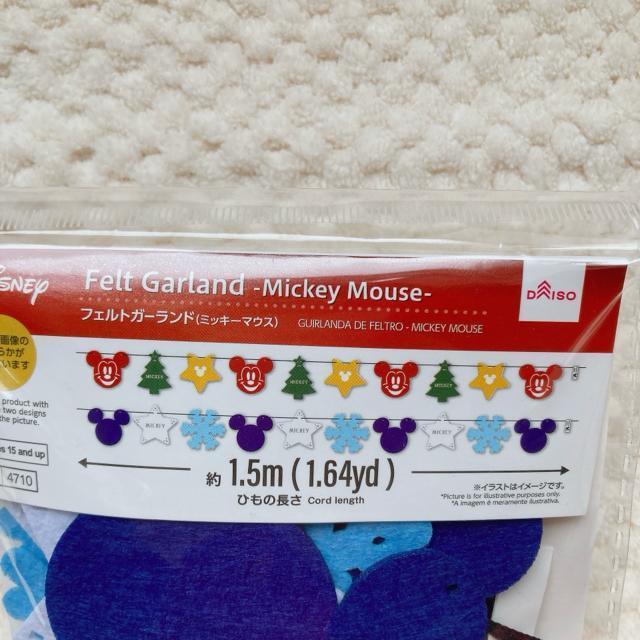 DISNEY
Felt Garland -Mickey Mouse-
フェルトガーランド(ミッキーマウス) GUIRLANDA DE FELTRO - MICKEY MOUSE
DAISO
画像の
らかが
います
product with
two designs
the picture.
15 and up
4710
MICKEY MICKEY MICKEY
MICKEY MICKEY MICKEY
約 1.5m (1.64yd)
ひもの長さ Cord length
※イラストはイメージです。
*Picture is for illustrative purposes only.
*A imagem é meramente ilustrativa.